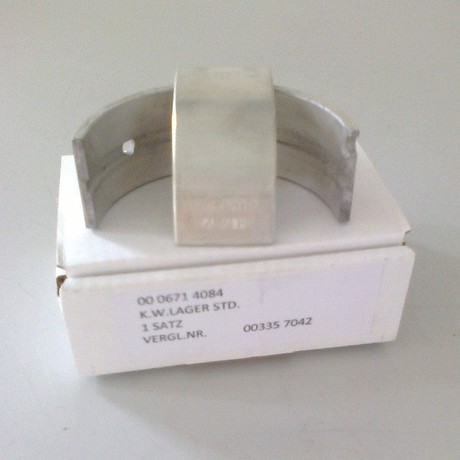 00 0671 4084
K.W.LAGER STD.
1 SATZ
VERGL.NR. 00335 7042